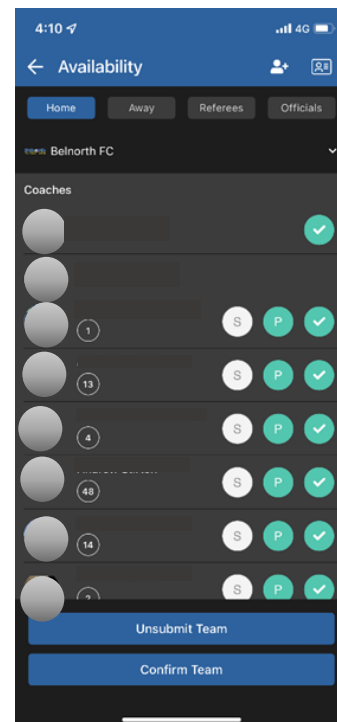 4:10 4G
Availability
Home Away Referees Officials
Belnorth FC
Coaches
1 S P
13 S P
4 S P
48 S P
14 S P
S P
Unsubmit Team
Confirm Team